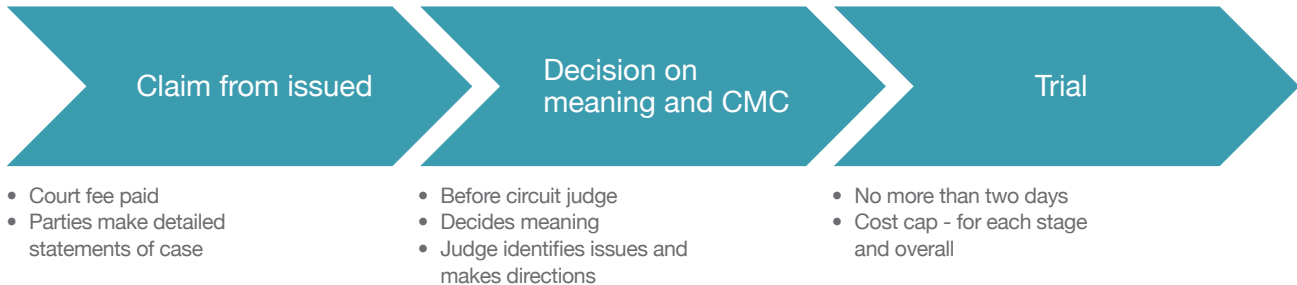 Claim from issued
Decision on
meaning and CMC
Trial
• Court fee paid
• Parties make detailed
statements of case
• Before circuit judge
• Decides meaning
• Judge identifies issues and
makes directions
• No more than two days
• Cost cap - for each stage
and overall